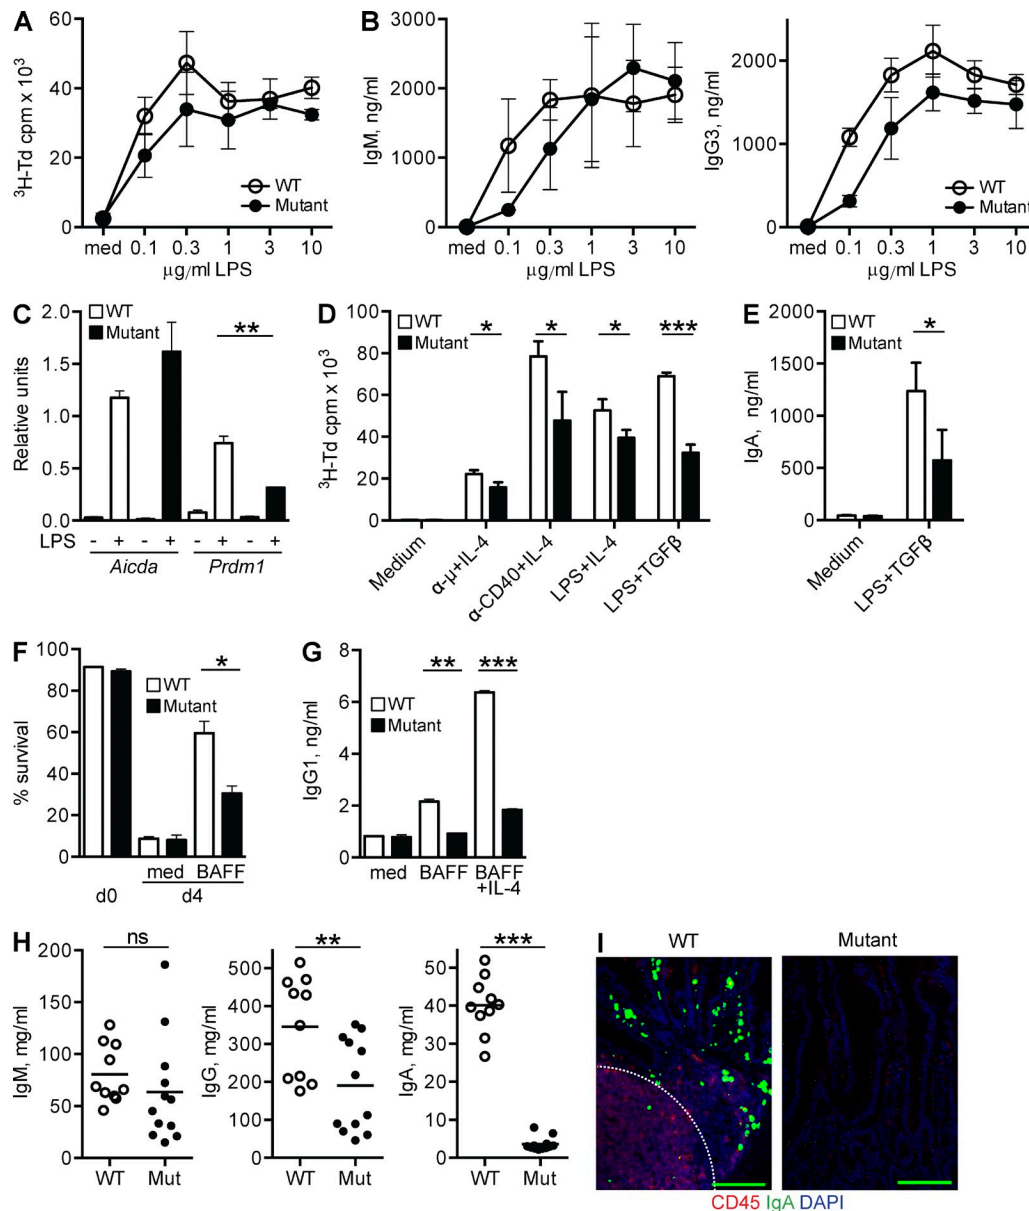 A
60
40
20
0
³H-Td cpm x 10³
WT
Mutant
med 0.1 0.3 1 3 10
μg/ml LPS
B
3000
2000
1000
0
IgM, ng/ml
med 0.1 0.3 1 3 10
μg/ml LPS
2000
1000
0
IgG3, ng/ml
WT
Mutant
med 0.1 0.3 1 3 10
μg/ml LPS
C
2.0
1.5
1.0
0.5
0.0
Relative units
WT
Mutant
**
LPS - + - + - + - +
Aicda Prdm1
D
100
80
60
40
20
0
³H-Td cpm x 10³
WT
Mutant
* * * ***
Medium
α-μ+IL-4
α-CD40+IL-4
LPS+IL-4
LPS+TGFβ
E
2000
1500
1000
500
0
IgA, ng/ml
WT
Mutant
*
Medium
LPS+TGFβ
F
100
80
60
40
20
0
% survival
WT
Mutant
*
med BAFF
d0 d4
G
8
6
4
2
0
IgG1, ng/ml
WT
Mutant
** ***
med BAFF BAFF
+IL-4
H
ns
200
150
100
50
0
IgM, mg/ml
WT Mut
**
500
400
300
200
100
0
IgG, mg/ml
WT Mut
***
50
40
30
20
10
0
IgA, mg/ml
WT Mut
I
WT Mutant
CD45 IgA DAPI